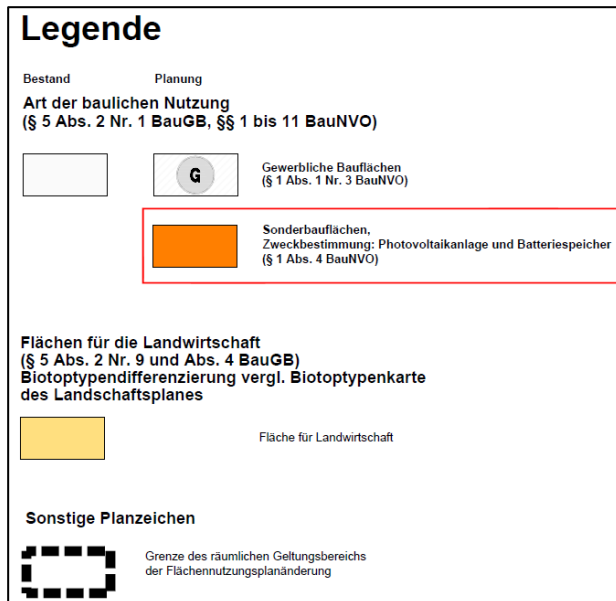 Legende
Bestand Planung
Art der baulichen Nutzung
(§ 5 Abs. 2 Nr. 1 BauGB, §§ 1 bis 11 BauNVO)
G
Gewerbliche Bauflächen
(§ 1 Abs. 1 Nr. 3 BauNVO)
Sonderbauflächen,
Zweckbestimmung: Photovoltaikanlage und Batteriespeicher
(§ 1 Abs. 4 BauNVO)
Flächen für die Landwirtschaft
(§ 5 Abs. 2 Nr. 9 und Abs. 4 BauGB)
Biotoptypendifferenzierung vergl. Biotoptypenkarte
des Landschaftsplanes
Fläche für Landwirtschaft
Sonstige Planzeichen
Grenze des räumlichen Geltungsbereichs
der Flächennutzungsplanänderung